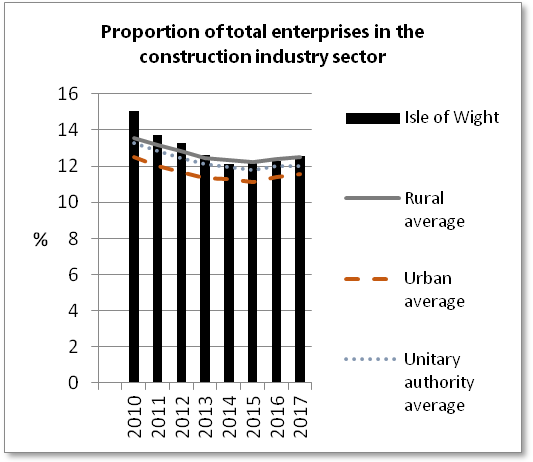 Proportion of total enterprises in the
construction industry sector
16
14
12
10
8
6
4
2
0
%
2010
2011
2012
2013
2014
2015
2016
2017
Isle of Wight
Rural
average
Urban
average
Unitary
authority
average